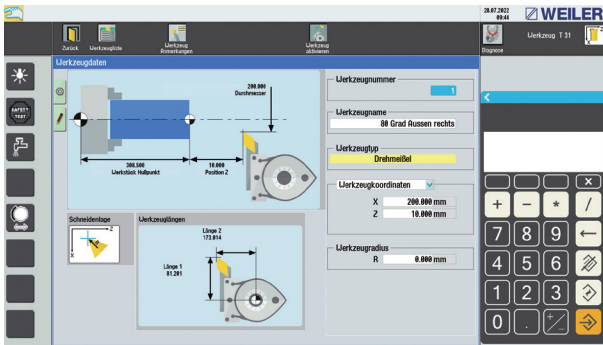 28.07.2022
09:44
WEILER
Zurück
Werkzeugliste
Werkzeug
Bemerkungen
Werkzeug
aktivieren
Diagnose
Werkzeug T 31
Werkzeugdaten
SAFETY
TEST
200.000
Durchmesser
300.500
Werkstück Nullpunkt
10.000
Position Z
Werkzeugnummer
1
Werkzeugname
80 Grad Aussen rechts
Werkzeugtyp
Drehmeißel
Werkzeugkoordinaten
X 200.000 mm
Z 10.000 mm
Werkzeugradius
R 0.000 mm
Schneidenlage
Z
X
Werkzeuglängen
Länge 2
173.014
Länge 1
81.201
+ - * /
7 8 9 ←
4 5 6
1 2 3
0 . +/-